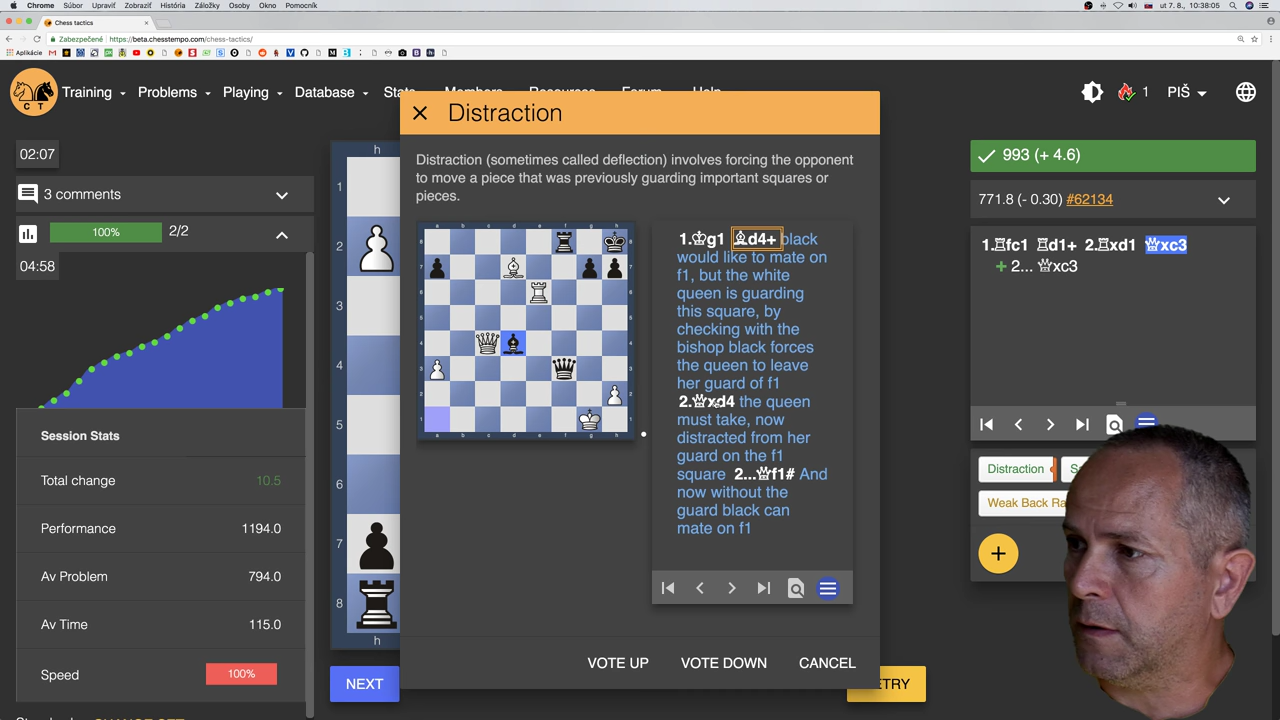 Chrome Súbor Upraviť Zobraziť História Záložky Osoby Okno Pomocník
ut 7. 8., 10:38:05
Chess tactics
Zabezpečené https://beta.chesstempo.com/chess-tactics/
Aplikácie
C T
Training Problems Playing Database
1 PIŠ
02:07
3 comments
100% 2/2
04:58
Session Stats
Total change 10.5
Performance 1194.0
Av Problem 794.0
Av Time 115.0
Speed 100%
h
1
2
3
4
5
6
7
8
h
NEXT
Distraction
Distraction (sometimes called deflection) involves forcing the opponent
to move a piece that was previously guarding important squares or
pieces.
1.♔g1 ♝d4+ black
would like to mate on
f1, but the white
queen is guarding
this square, by
checking with the
bishop black forces
the queen to leave
her guard of f1
2.♕xd4 the queen
must take, now
distracted from her
guard on the f1
square 2...♛f1# And
now without the
guard black can
mate on f1
VOTE UP VOTE DOWN CANCEL
993 (+ 4.6)
771.8 (- 0.30) #62134
1.♖fc1 ♖d1+ 2.♖xd1 ♕xc3
+ 2... ♕xc3
Distraction
Weak Back Ra
+